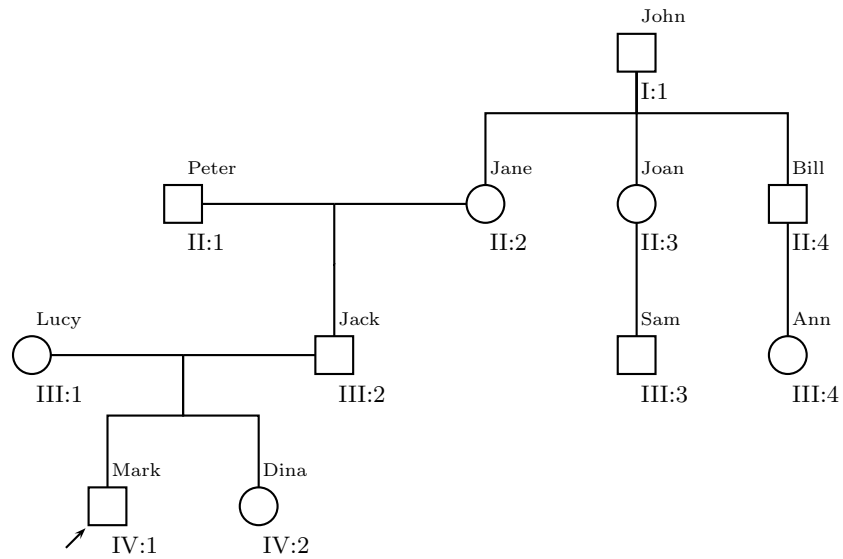 John
I:1
Peter
Jane
Joan
Bill
II:1
II:2
II:3
II:4
Lucy
Jack
Sam
Ann
III:1
III:2
III:3
III:4
Mark
Dina
IV:1
IV:2